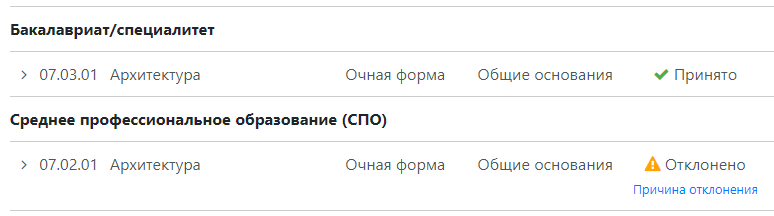 Бакалавриат/специалитет
07.03.01 Архитектура Очная форма Общие основания Принято
Среднее профессиональное образование (СПО)
07.02.01 Архитектура Очная форма Общие основания Отклонено
Причина отклонения